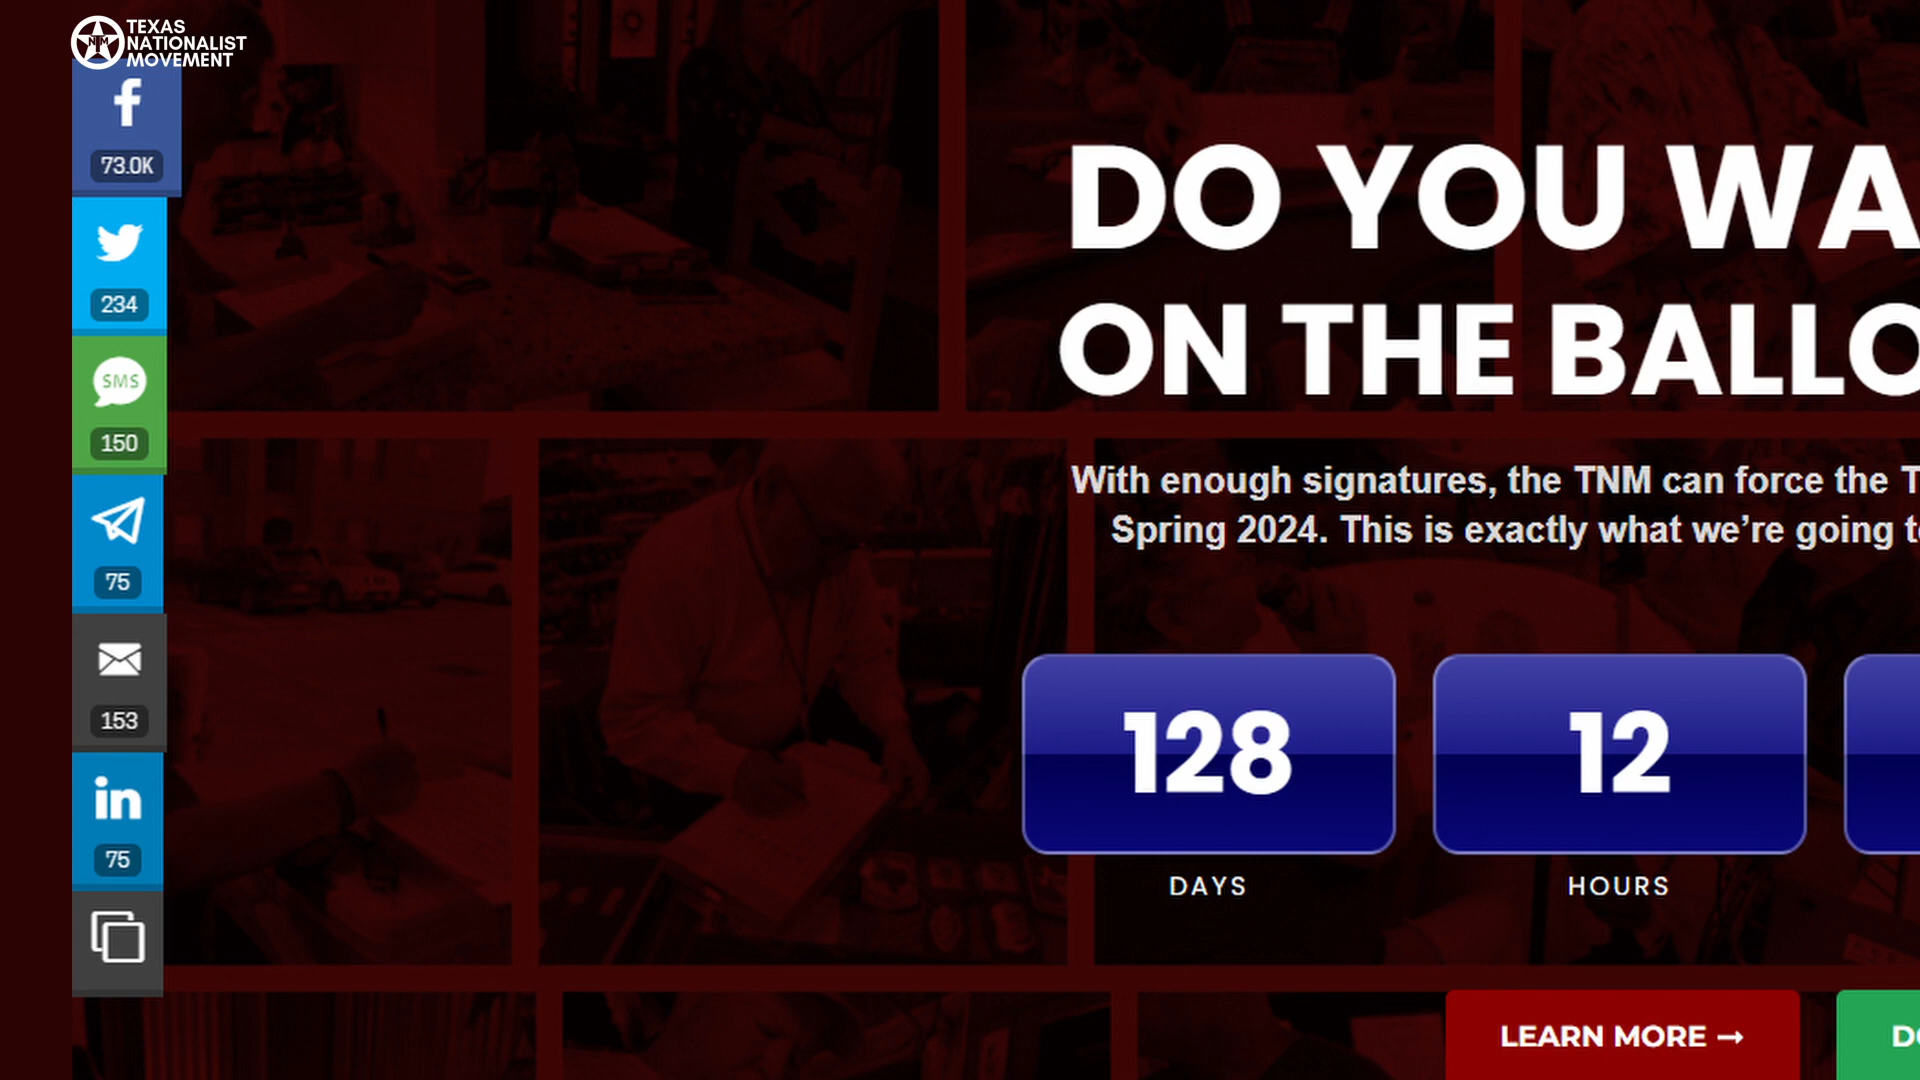 TEXAS
NATIONALIST
MOVEMENT
73.0K
234
SMS
150
75
153
in
75
DO YOU WA
ON THE BALLO
With enough signatures, the TNM can force the T
Spring 2024. This is exactly what we’re going t
128
12
DAYS
HOURS
LEARN MORE →
D